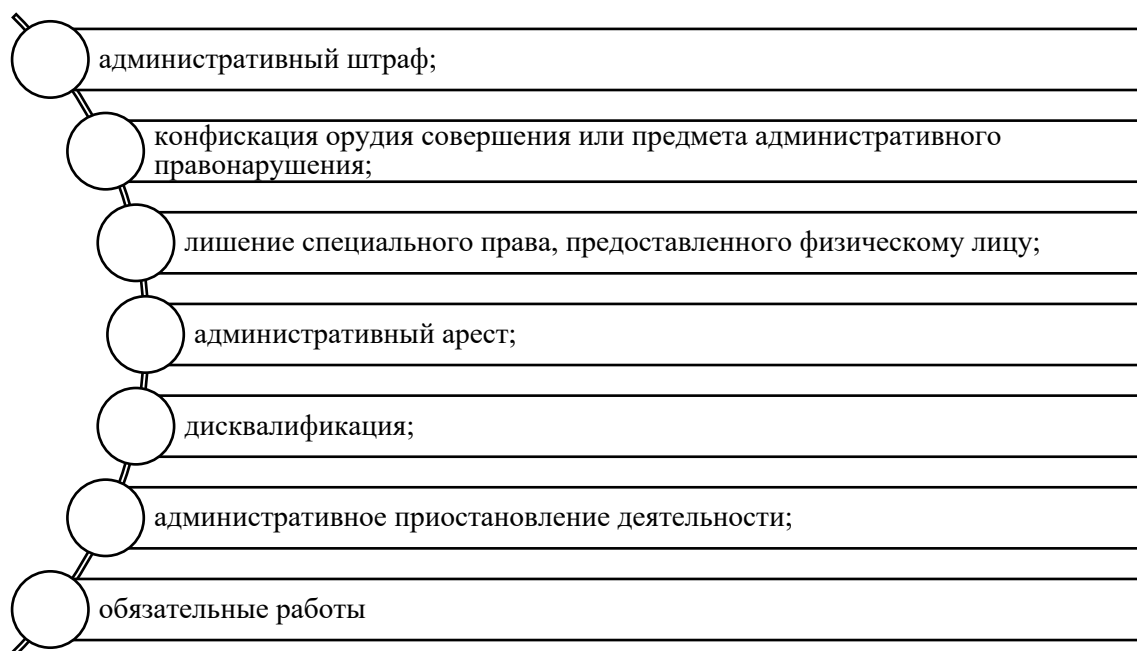 административный штраф;
конфискация орудия совершения или предмета административного
правонарушения;
лишение специального права, предоставленного физическому лицу;
административный арест;
дисквалификация;
административное приостановление деятельности;
обязательные работы